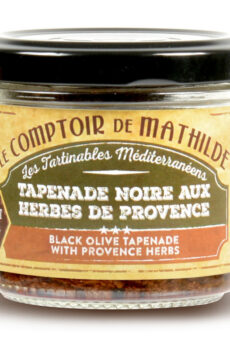 LE COMPTOIR DE MATHILDE
Les Tartinables Méditerranéens
TAPENADE NOIRE AUX
HERBES DE PROVENCE
BLACK OLIVE TAPENADE
WITH PROVENCE HERBS